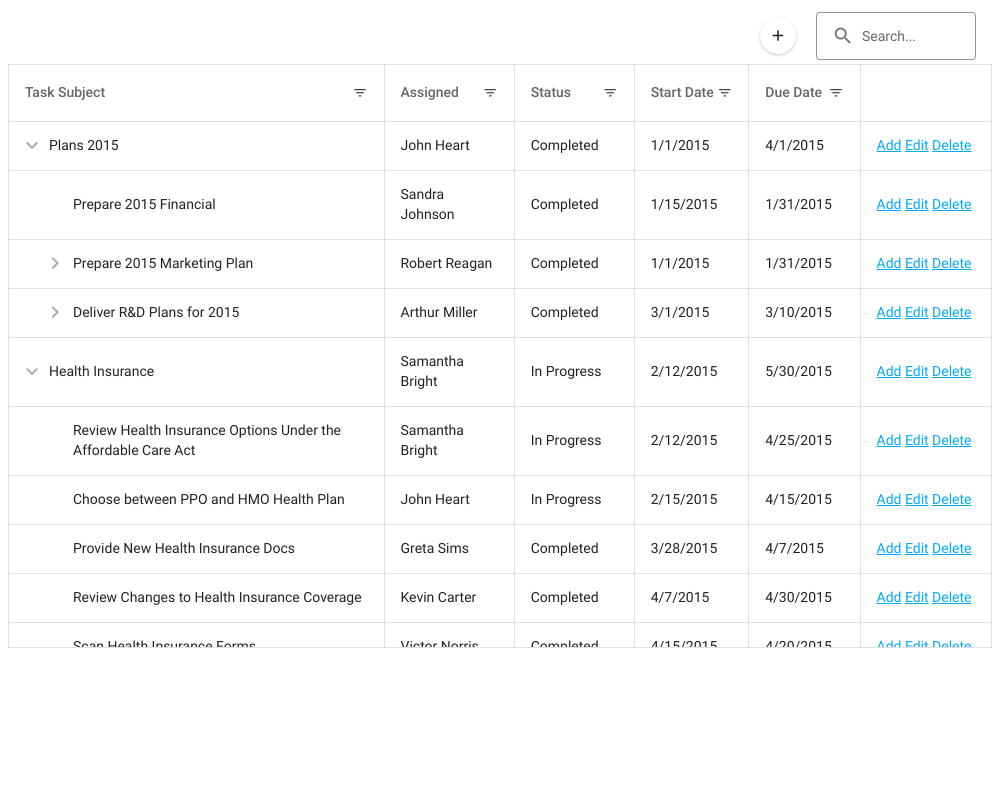 Search...
Task Subject Assigned Status Start Date Due Date
Plans 2015 John Heart Completed 1/1/2015 4/1/2015 Add Edit Delete
Prepare 2015 Financial Sandra Johnson Completed 1/15/2015 1/31/2015 Add Edit Delete
Prepare 2015 Marketing Plan Robert Reagan Completed 1/1/2015 1/31/2015 Add Edit Delete
Deliver R&D Plans for 2015 Arthur Miller Completed 3/1/2015 3/10/2015 Add Edit Delete
Health Insurance Samantha Bright In Progress 2/12/2015 5/30/2015 Add Edit Delete
Review Health Insurance Options Under the Affordable Care Act Samantha Bright In Progress 2/12/2015 4/25/2015 Add Edit Delete
Choose between PPO and HMO Health Plan John Heart In Progress 2/15/2015 4/15/2015 Add Edit Delete
Provide New Health Insurance Docs Greta Sims Completed 3/28/2015 4/7/2015 Add Edit Delete
Review Changes to Health Insurance Coverage Kevin Carter Completed 4/7/2015 4/30/2015 Add Edit Delete
Scan Health Insurance Forms Victor Norris Completed 4/15/2015 4/20/2015 Add Edit Delete